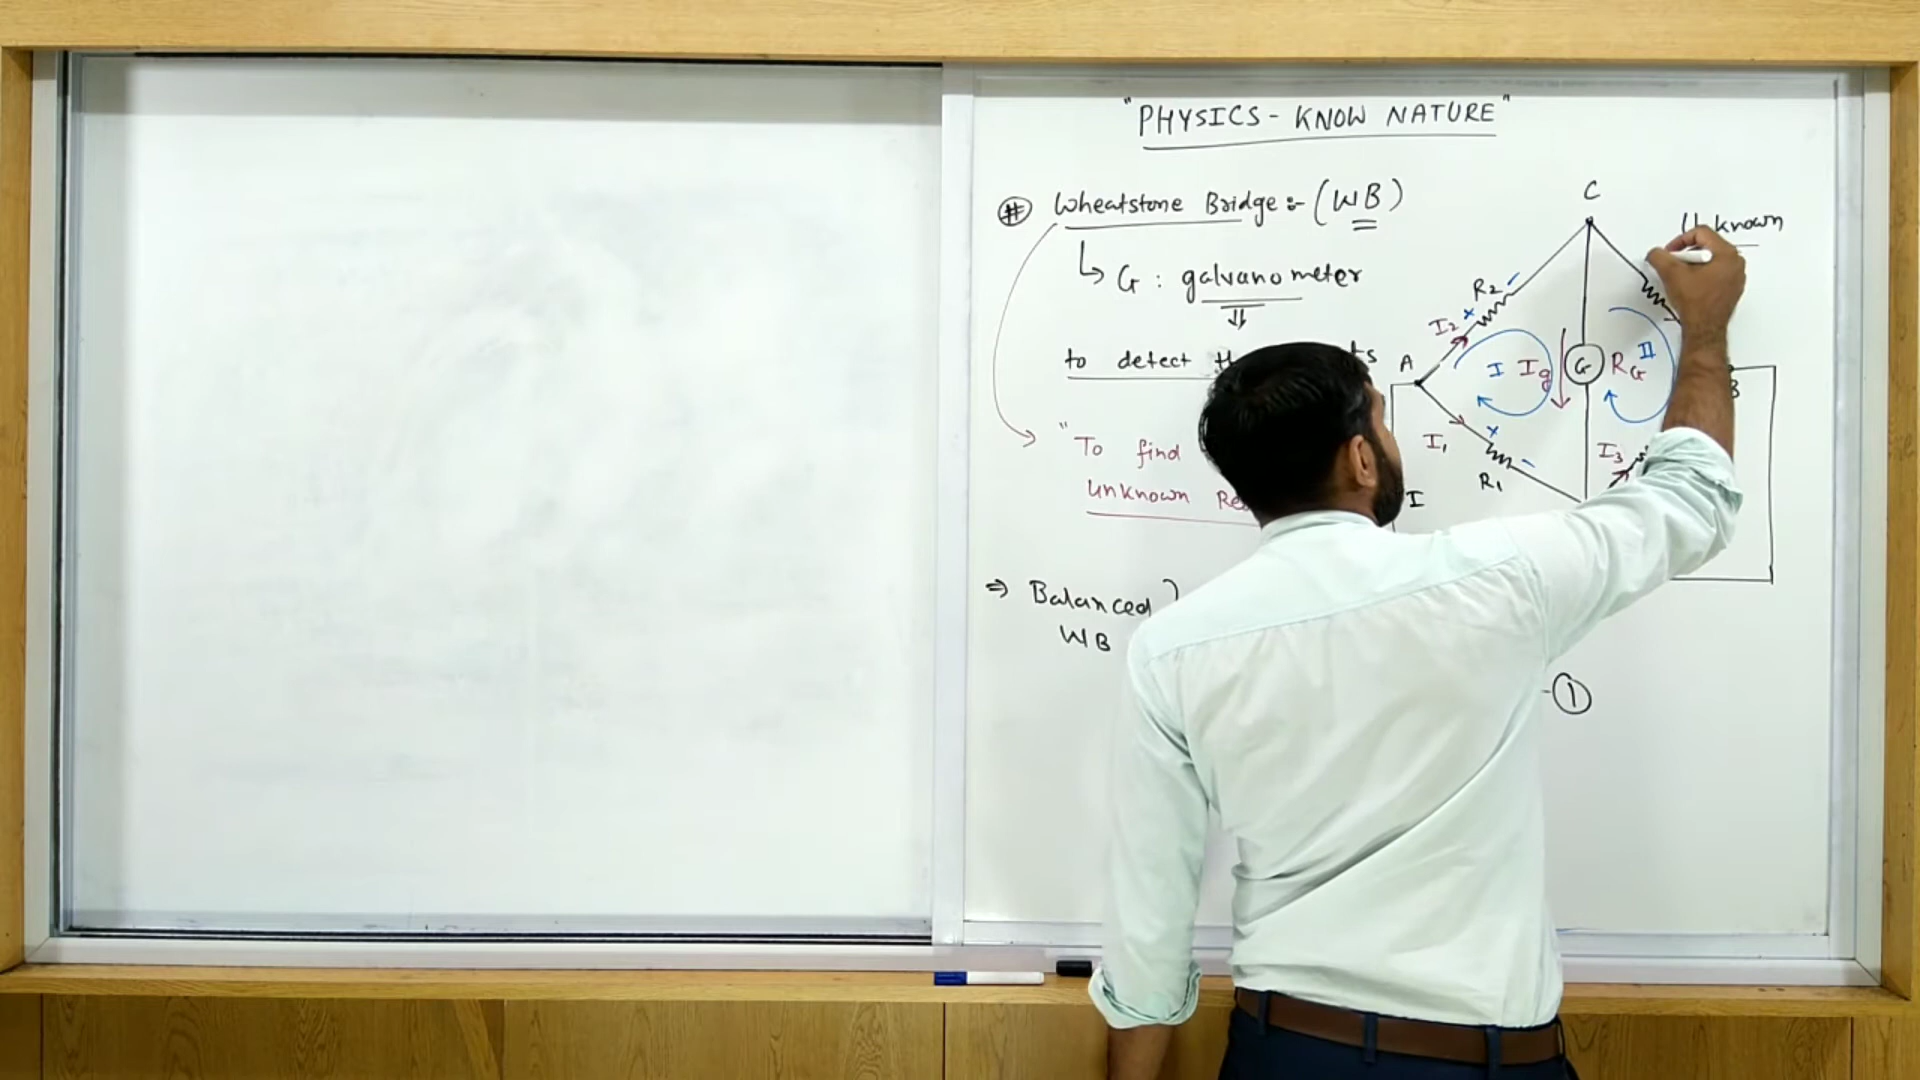 "PHYSICS - KNOW NATURE"
# Wheatstone Bridge :- (WB)
↳ G : galvanometer
⇓
to detect
"To find
Unknown
⇒ Balanced
WB
C
Unknown
R2
I2
A
I Ig G RG II
B
I1
R1
I3
I
①